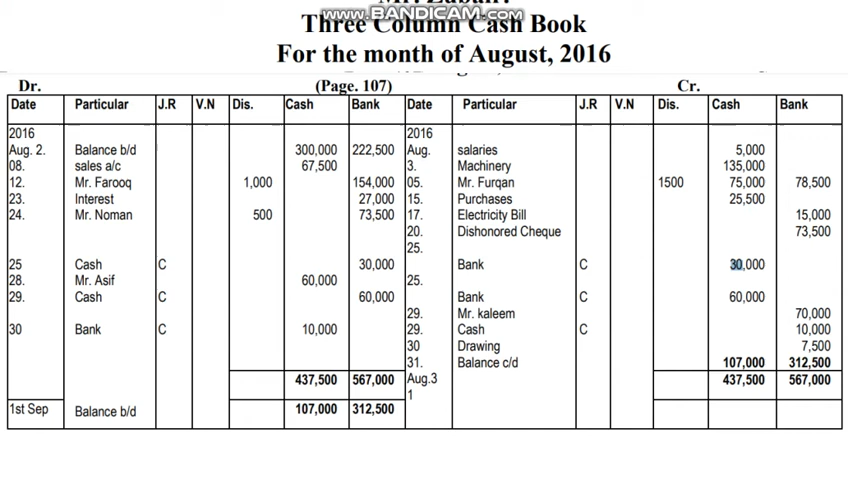 Mr. Zubair.
www.BANDICAM.com
Three Column Cash Book
For the month of August, 2016
Dr. (Page. 107) Cr.
Date Particular J.R V.N Dis. Cash Bank Date Particular J.R V.N Dis. Cash Bank
2016 2016
Aug. 2. Balance b/d 300,000 222,500 Aug. salaries 5,000
08. sales a/c 67,500 3. Machinery 135,000
12. Mr. Farooq 1,000 154,000 05. Mr. Furqan 1500 75,000 78,500
23. Interest 27,000 15. Purchases 25,500
24. Mr. Noman 500 73,500 17. Electricity Bill 15,000
20. Dishonored Cheque 73,500
25.
25 Cash C 30,000 Bank C 30,000
28. Mr. Asif 60,000 25.
29. Cash C 60,000 Bank C 60,000
29. Mr. kaleem 70,000
30 Bank C 10,000 29. Cash C 10,000
30 Drawing 7,500
31. Balance c/d 107,000 312,500
437,500 567,000 Aug.3 437,500 567,000
1
1st Sep Balance b/d 107,000 312,500